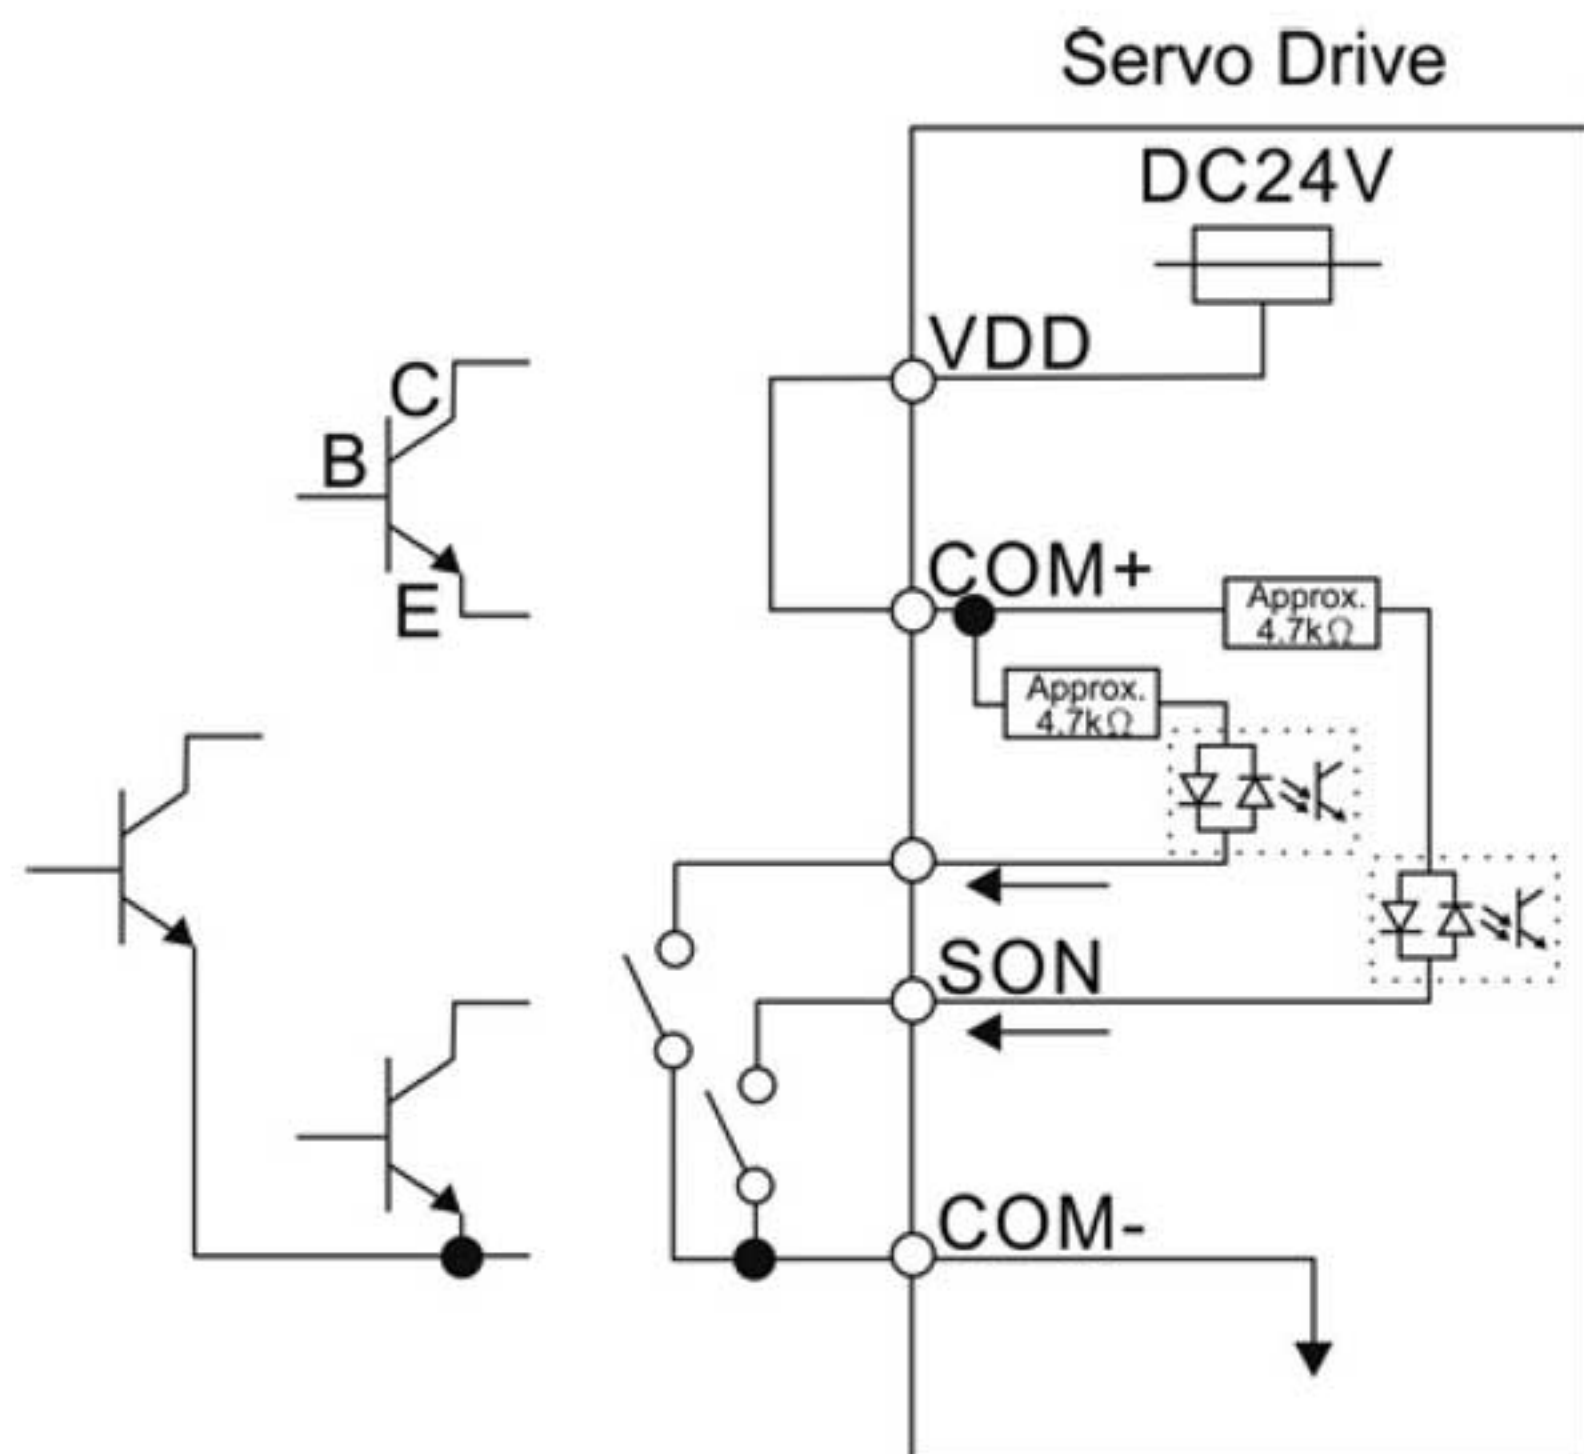 Servo Drive
DC24V
VDD
C
B
E
COM+
Approx.
4.7kΩ
Approx.
4.7kΩ
SON
COM-